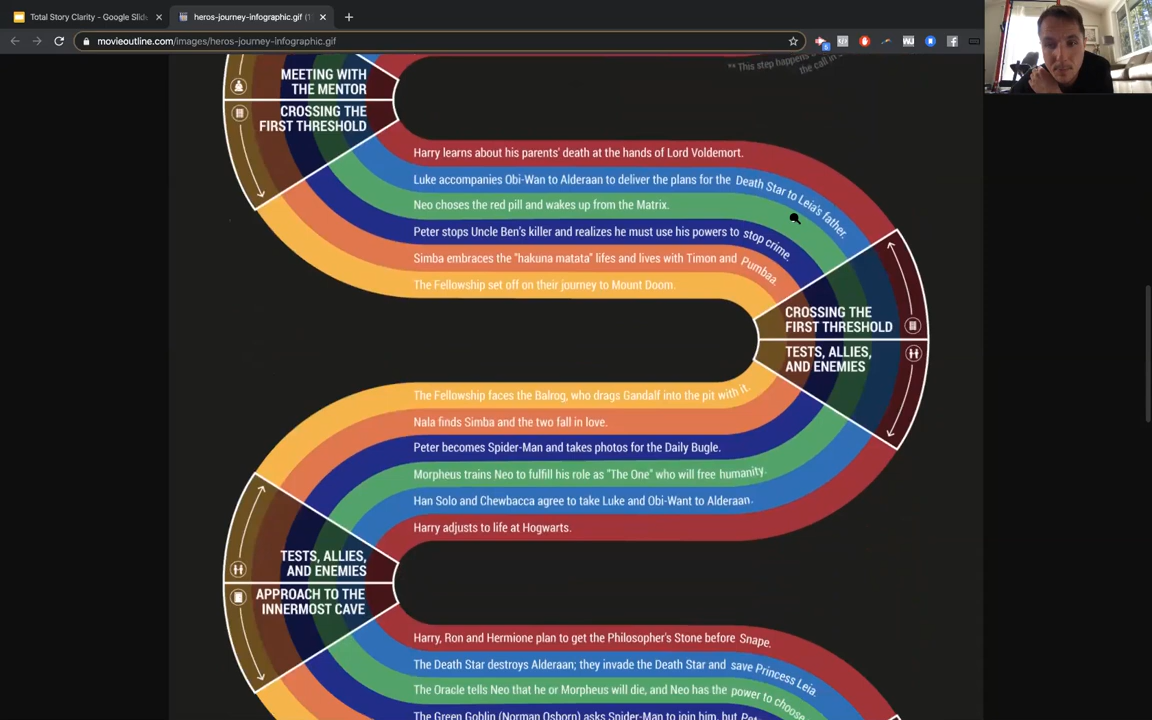 Total Story Clarity - Google Slid
heros-journey-infographic.gif (1
movieoutline.com/images/heros-journey-infographic.gif
** This step happens
the call in
MEETING WITH
THE MENTOR
CROSSING THE
FIRST THRESHOLD
Harry learns about his parents' death at the hands of Lord Voldemort.
Luke accompanies Obi-Wan to Alderaan to deliver the plans for the Death Star to Leia's father.
Neo choses the red pill and wakes up from the Matrix.
Peter stops Uncle Ben's killer and realizes he must use his powers to stop crime.
Simba embraces the "hakuna matata" lifes and lives with Timon and Pumbaa.
The Fellowship set off on their journey to Mount Doom.
CROSSING THE
FIRST THRESHOLD
TESTS, ALLIES,
AND ENEMIES
The Fellowship faces the Balrog, who drags Gandalf into the pit with it.
Nala finds Simba and the two fall in love.
Peter becomes Spider-Man and takes photos for the Daily Bugle.
Morpheus trains Neo to fulfill his role as "The One" who will free humanity.
Han Solo and Chewbacca agree to take Luke and Obi-Want to Alderaan.
Harry adjusts to life at Hogwarts.
TESTS, ALLIES,
AND ENEMIES
APPROACH TO THE
INNERMOST CAVE
Harry, Ron and Hermione plan to get the Philosopher's Stone before Snape.
The Death Star destroys Alderaan; they invade the Death Star and save Princess Leia.
The Oracle tells Neo that he or Morpheus will die, and Neo has the power to choose
The Green Goblin (Norman Osborn) asks Spider-Man to join him, but